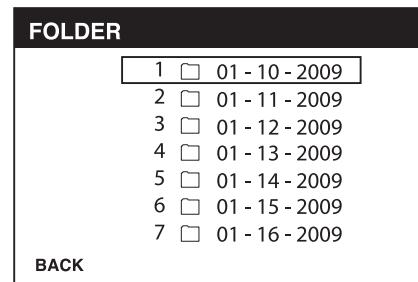 FOLDER
1 01 - 10 - 2009
2 01 - 11 - 2009
3 01 - 12 - 2009
4 01 - 13 - 2009
5 01 - 14 - 2009
6 01 - 15 - 2009
7 01 - 16 - 2009
BACK